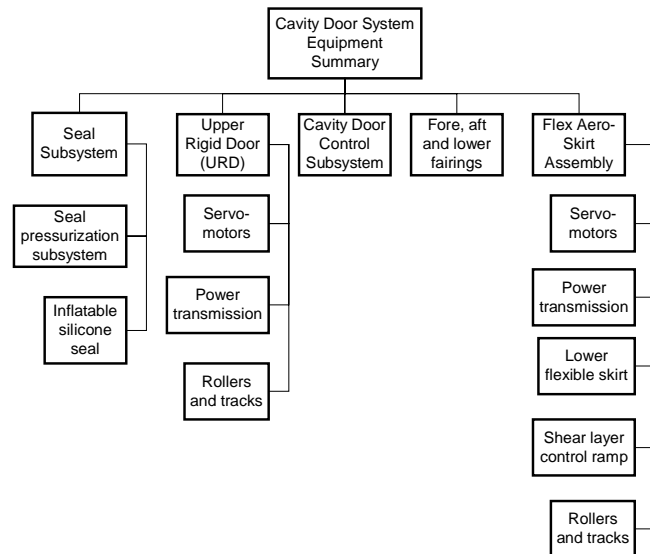 Cavity Door System
Equipment
Summary
Seal
Subsystem
Upper
Rigid Door
(URD)
Cavity Door
Control
Subsystem
Fore, aft
and lower
fairings
Flex Aero-
Skirt
Assembly
Seal
pressurization
subsystem
Servo-
motors
Servo-
motors
Inflatable
silicone
seal
Power
transmission
Power
transmission
Rollers
and tracks
Lower
flexible skirt
Shear layer
control ramp
Rollers
and tracks